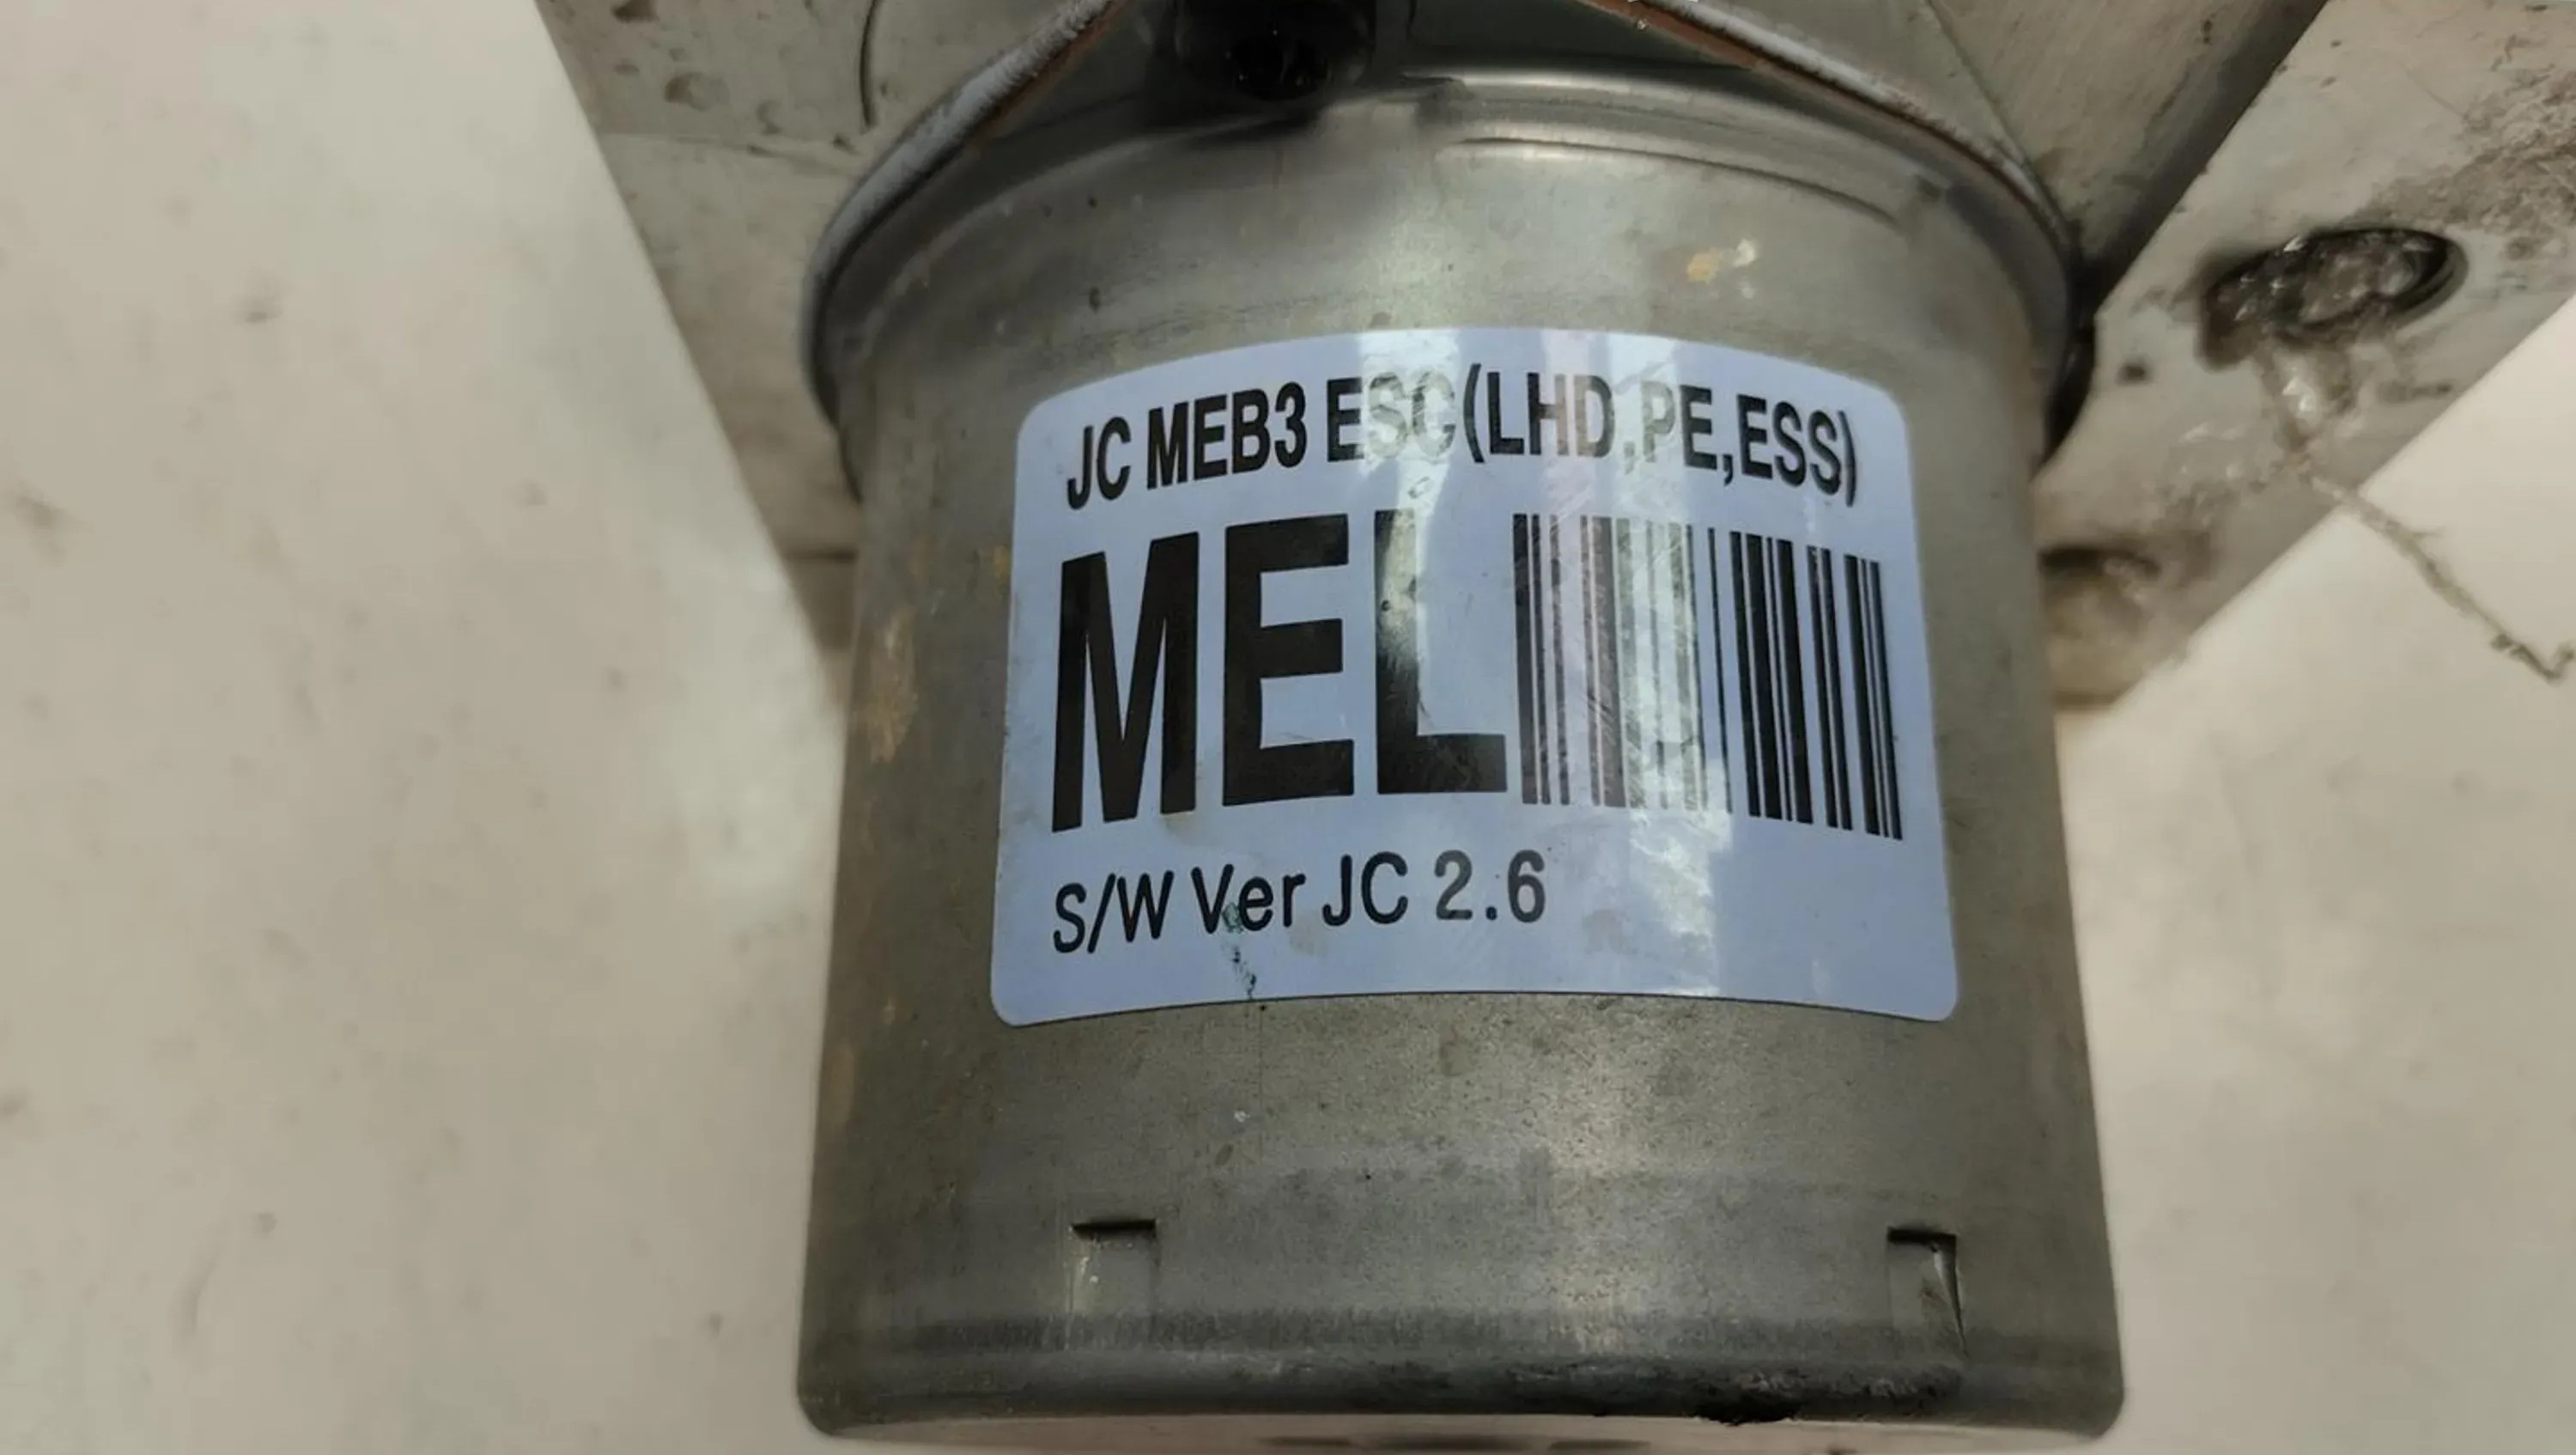 JC MEB3 ESC(LHD,PE,ESS)
MEL
S/W Ver JC 2.6